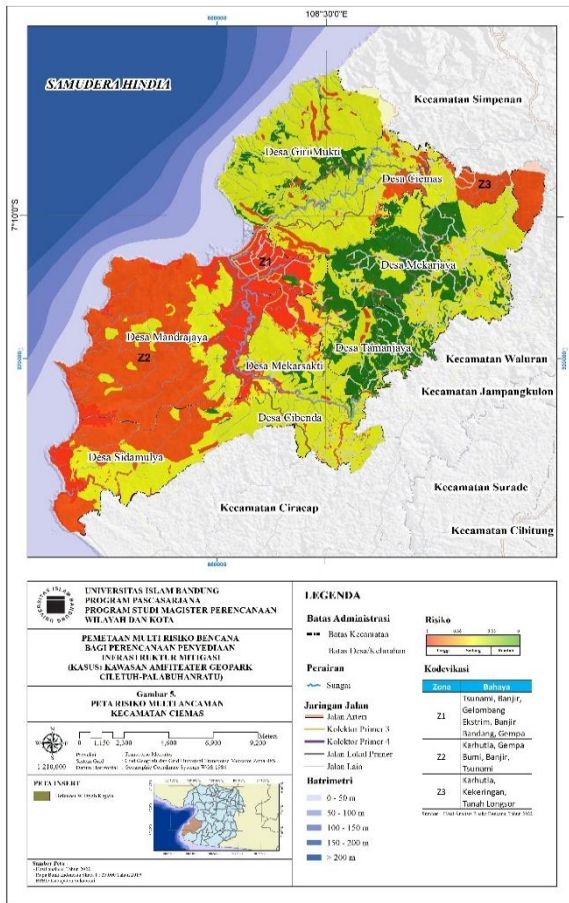 106°30'0"E
SAMUDERA HINDIA
Kecamatan Simpenan
Desa GirilMukti
Desa Ciemas
Z3
7°10'0"S
Z1
Desa Mekarjaya
Desa Mandrajaya
Z2
Desa Tamanjaya
Desa Mekarsakti
Kecamatan Waluran
Kecamatan Jampangkulon
Desa Cibenda
Desa Sidamulya
Kecamatan Surade
Kecamatan Ciracap
Kecamatan Cibitung
UNIVERSITAS ISLAM BANDUNG
PROGRAM PASCASARJANA
PROGRAM STUDI MAGISTER PERENCANAAN
WILAYAH DAN KOTA
PEMETAAN MULTI RISIKO BENCANA
BAGI PERENCANAAN PENYEDIAAN
INFRASTRUKTUR MITIGASI
(KASUS: KAWASAN AMFITEATER GEOPARK
CILETUH-PALABUHANRATU)
Gambar 5.
PETA RISIKO MULTI ANCAMAN
KECAMATAN CIEMAS
0 1,150 2,300 4,600 6,900 9,200
Meters
1:210,000
PETA INSERT
Sumber Peta
LEGENDA
Batas Administrasi
Batas Kecamatan
Batas Desa/Kelurahan
Perairan
Sungai
Jaringan Jalan
Jalan Arteri
Kolektor Primer 3
Kolektor Primer 4
Jalan Lokal Primer
Jalan Lain
Batrimetri
0 - 50 m
50 - 100 m
100 - 150 m
150 - 200 m
> 200 m
Risiko
Tinggi Sedang Rendah
Kodevikasi
Zona Bahaya
Z1 Tsunami, Banjir,
Gelombang
Ekstrim, Banjir
Bandang, Gempa
Z2 Karhutla, Gempa
Bumi, Banjir,
Tsunami
Z3 Karhutla,
Kekeringan,
Tanah Longsor